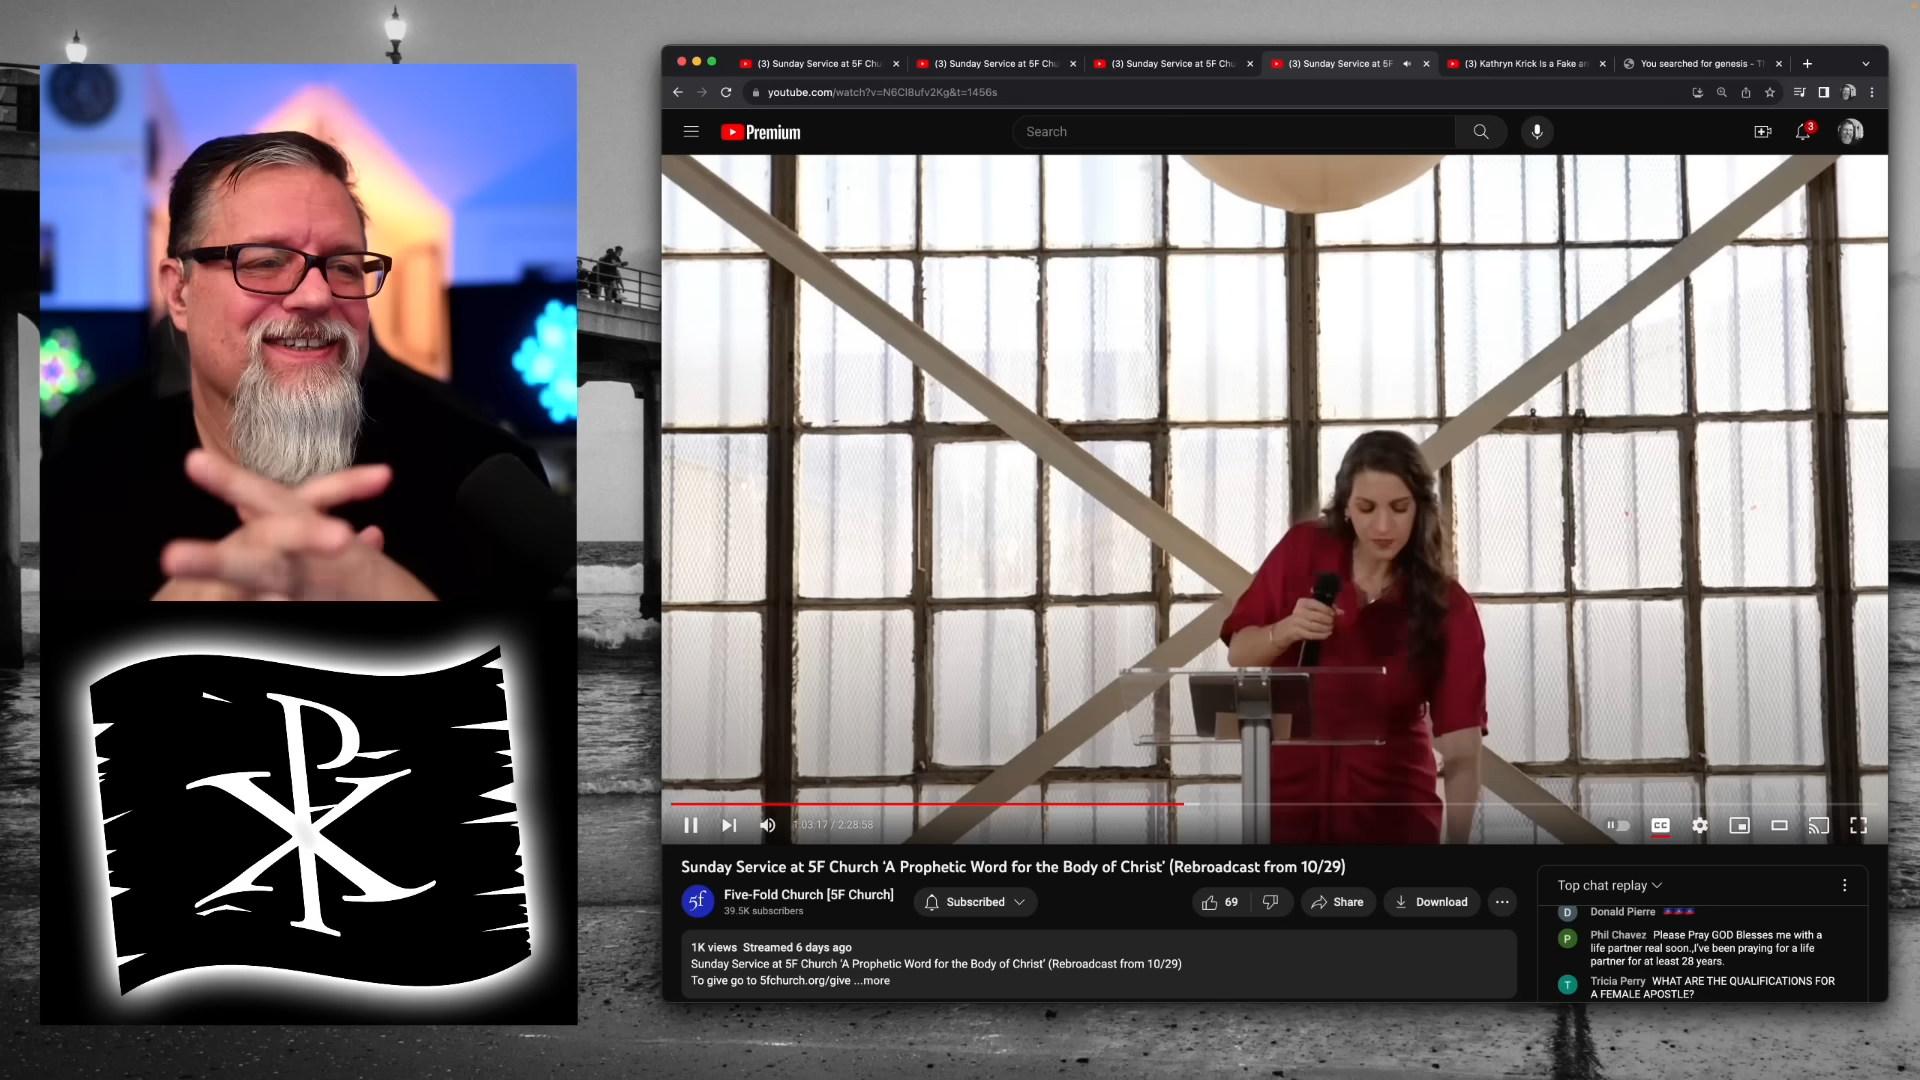 (3) Sunday Service at 5F Chu
(3) Sunday Service at 5F Chu
(3) Sunday Service at 5F Chu
(3) Sunday Service at 5F
(3) Kathryn Krick Is a Fake an
You searched for genesis - T
youtube.com/watch?v=N6Cl8ufv2Kg&t=1456s
Premium
Search
3
1:03:17 / 2:28:58
CC
Sunday Service at 5F Church 'A Prophetic Word for the Body of Christ' (Rebroadcast from 10/29)
5f
Five-Fold Church [5F Church]
39.5K subscribers
Subscribed
69
Share
Download
1K views Streamed 6 days ago
Sunday Service at 5F Church 'A Prophetic Word for the Body of Christ' (Rebroadcast from 10/29)
To give go to 5fchurch.org/give ...more
Top chat replay
D
Donald Pierre
P
Phil Chavez Please Pray GOD Blesses me with a
life partner real soon.,I've been praying for a life
partner for at least 28 years.
T
Tricia Perry WHAT ARE THE QUALIFICATIONS FOR
A FEMALE APOSTLE?